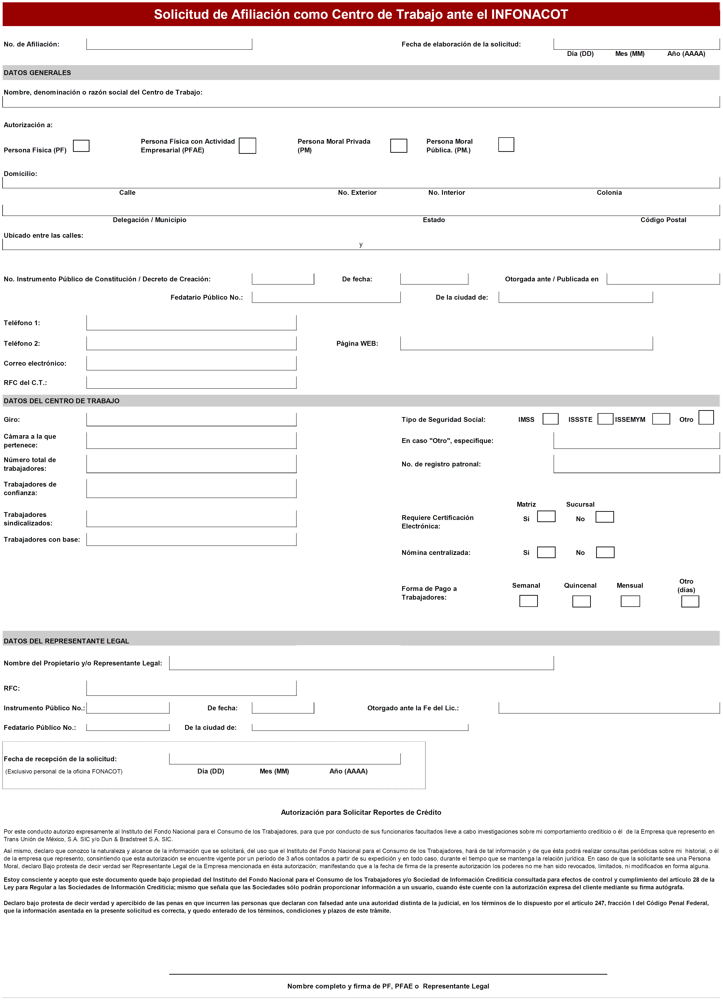 Solicitud de Afiliación como Centro de Trabajo ante el INFONACOT
No. de Afiliación: Fecha de elaboración de la solicitud:
Día (DD) Mes (MM) Año (AAAA)
DATOS GENERALES
Nombre, denominación o razón social del Centro de Trabajo:
Autorización a:
Persona Física (PF)
Persona Física con Actividad
Empresarial (PFAE)
Persona Moral Privada
(PM)
Persona Moral
Pública. (PM.)
Domicilio:
Calle No. Exterior No. Interior Colonia
Delegación / Municipio Estado Código Postal
Ubicado entre las calles:
y
No. Instrumento Público de Constitución / Decreto de Creación: De fecha: Otorgada ante / Publicada en
Fedatario Público No.: De la ciudad de:
Teléfono 1:
Teléfono 2: Página WEB:
Correo electrónico:
RFC del C.T.:
DATOS DEL CENTRO DE TRABAJO
Giro: Tipo de Seguridad Social: IMSS ISSSTE ISSEMYM Otro
Cámara a la que
pertenece:
En caso "Otro", especifique:
Número total de
trabajadores:
No. de registro patronal:
Trabajadores de
confianza:
Matriz Sucursal
Trabajadores
sindicalizados:
Requiere Certificación
Electrónica:
Si No
Trabajadores con base:
Nómina centralizada: Si No
Forma de Pago a
Trabajadores:
Semanal Quincenal Mensual
Otro
(días)
DATOS DEL REPRESENTANTE LEGAL
Nombre del Propietario y/o Representante Legal:
RFC:
Instrumento Público No.: De fecha: Otorgado ante la Fe del Lic.:
Fedatario Público No.: De la ciudad de:
Fecha de recepción de la solicitud:
(Exclusivo personal de la oficina FONACOT) Día (DD) Mes (MM) Año (AAAA)
Autorización para Solicitar Reportes de Crédito
Por este conducto autorizo expresamente al Instituto del Fondo Nacional para el Consumo de los Trabajadores, para que por conducto de sus funcionarios facultados lleve a cabo investigaciones sobre mi comportamiento crediticio o él de la Empresa que represento en
Trans Unión de México, S.A. SIC y/o Dun & Bradstreet S.A. SIC.
Así mismo, declaro que conozco la naturaleza y alcance de la información que se solicitará, del uso que el Instituto del Fondo Nacional para el Consumo de los Trabajadores, hará de tal información y de que ésta podrá realizar consultas periódicas sobre mi historial, o él
de la empresa que represento, consintiendo que esta autorización se encuentre vigente por un período de 3 años contados a partir de su expedición y en todo caso, durante el tiempo que se mantenga la relación jurídica. En caso de que la solicitante sea una Persona
Moral, declaro Bajo protesta de decir verdad ser Representante Legal de la Empresa mencionada en ésta autorización; manifestando que a la fecha de firma de la presente autorización los poderes no me han sido revocados, limitados, ni modificados en forma alguna.
Estoy consciente y acepto que este documento quede bajo propiedad del Instituto del Fondo Nacional para el Consumo de los Trabajadores y/o Sociedad de Información Crediticia consultada para efectos de control y cumplimiento del artículo 28 de la
Ley para Regular a las Sociedades de Información Crediticia; mismo que señala que las Sociedades sólo podrán proporcionar información a un usuario, cuando éste cuente con la autorización expresa del cliente mediante su firma autógrafa.
Declaro bajo protesta de decir verdad y apercibido de las penas en que incurren las personas que declaran con falsedad ante una autoridad distinta de la judicial, en los términos de lo dispuesto por el artículo 247, fracción I del Código Penal Federal,
que la información asentada en la presente solicitud es correcta, y quedo enterado de los términos, condiciones y plazos de este trámite.
Nombre completo y firma de PF, PFAE o Representante Legal